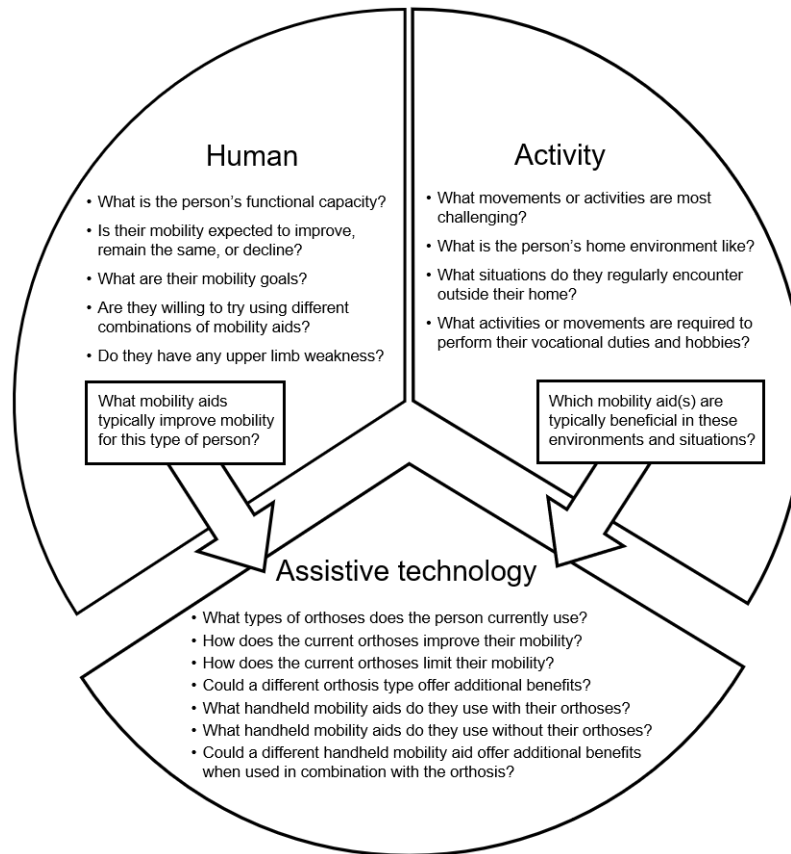 Human
• What is the person's functional capacity?
• Is their mobility expected to improve,
remain the same, or decline?
• What are their mobility goals?
• Are they willing to try using different
combinations of mobility aids?
• Do they have any upper limb weakness?
What mobility aids
typically improve mobility
for this type of person?
Activity
• What movements or activities are most
challenging?
• What is the person's home environment like?
• What situations do they regularly encounter
outside their home?
• What activities or movements are required to
perform their vocational duties and hobbies?
Which mobility aid(s) are
typically beneficial in these
environments and situations?
Assistive technology
• What types of orthoses does the person currently use?
• How does the current orthoses improve their mobility?
• How does the current orthoses limit their mobility?
• Could a different orthosis type offer additional benefits?
• What handheld mobility aids do they use with their orthoses?
• What handheld mobility aids do they use without their orthoses?
• Could a different handheld mobility aid offer additional benefits
when used in combination with the orthosis?